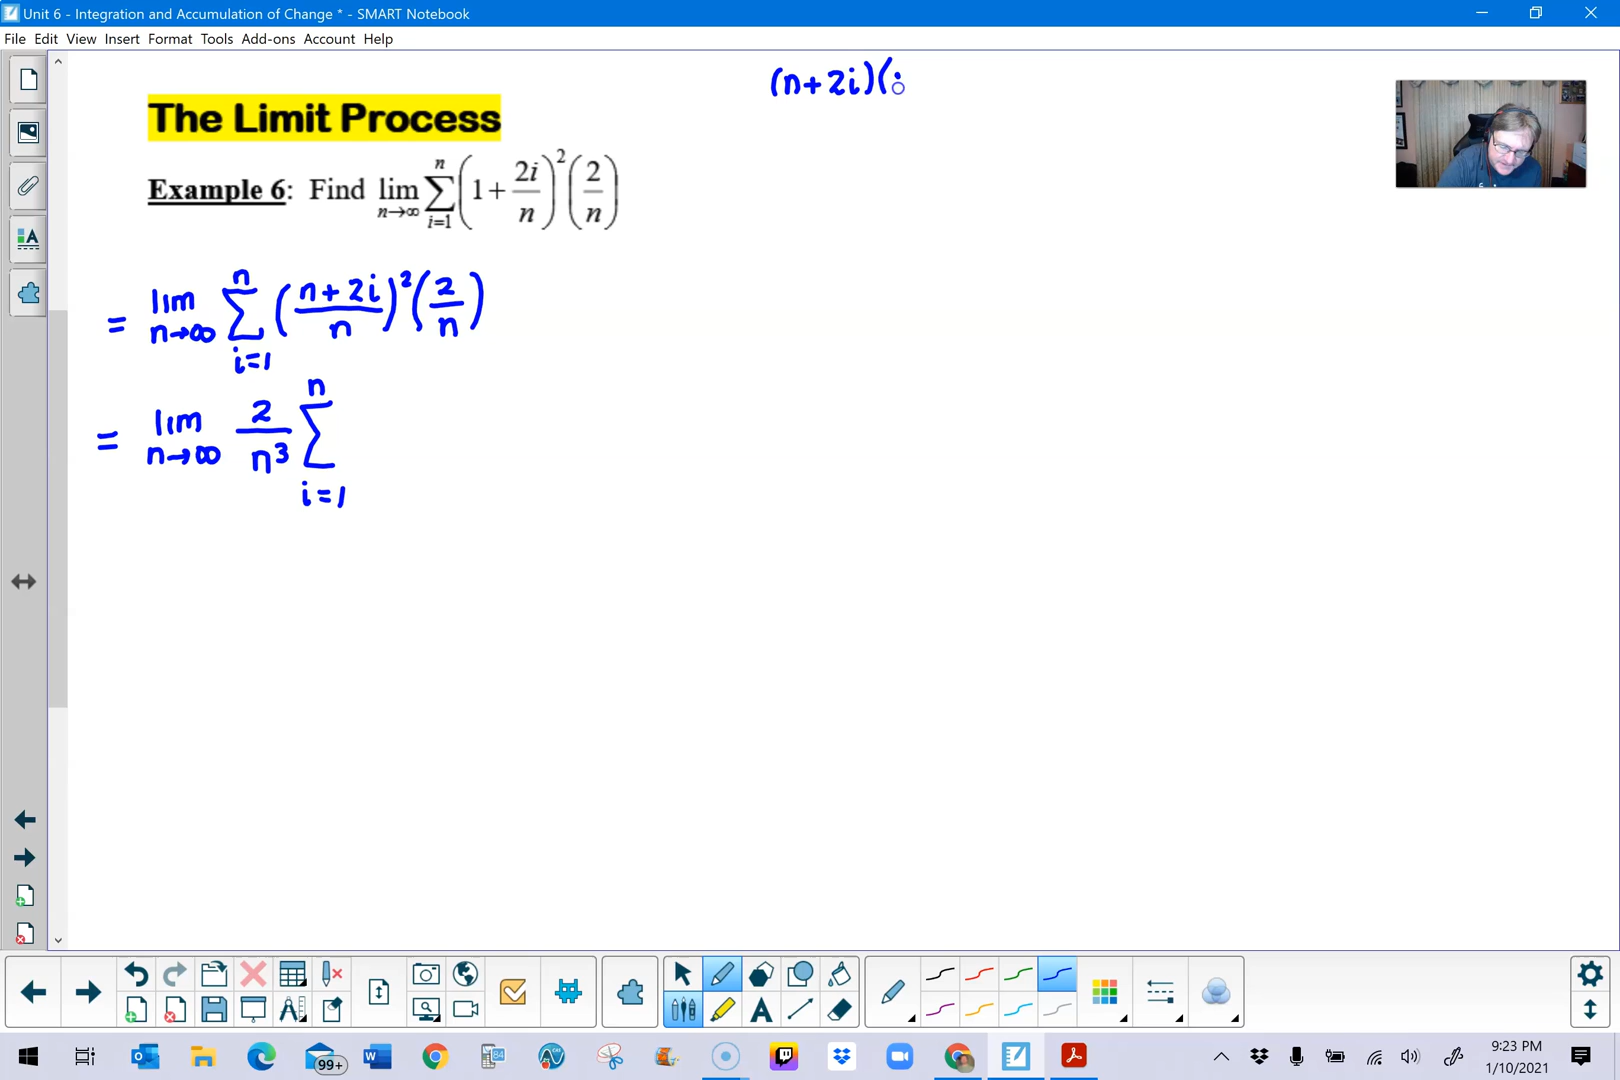 Unit 6 - Integration and Accumulation of Change * - SMART Notebook
File Edit View Insert Format Tools Add-ons Account Help
(n+2i)(
The Limit Process
Example 6: Find lim n→∞ ∑ i=1 n (1 + 2i/n)² (2/n)
= lim n→∞ ∑ i=1 n ((n+2i)/n)² (2/n)
= lim n→∞ 2/n³ ∑ i=1 n
A
A
99+
W
84
CAT
9:23 PM
1/10/2021